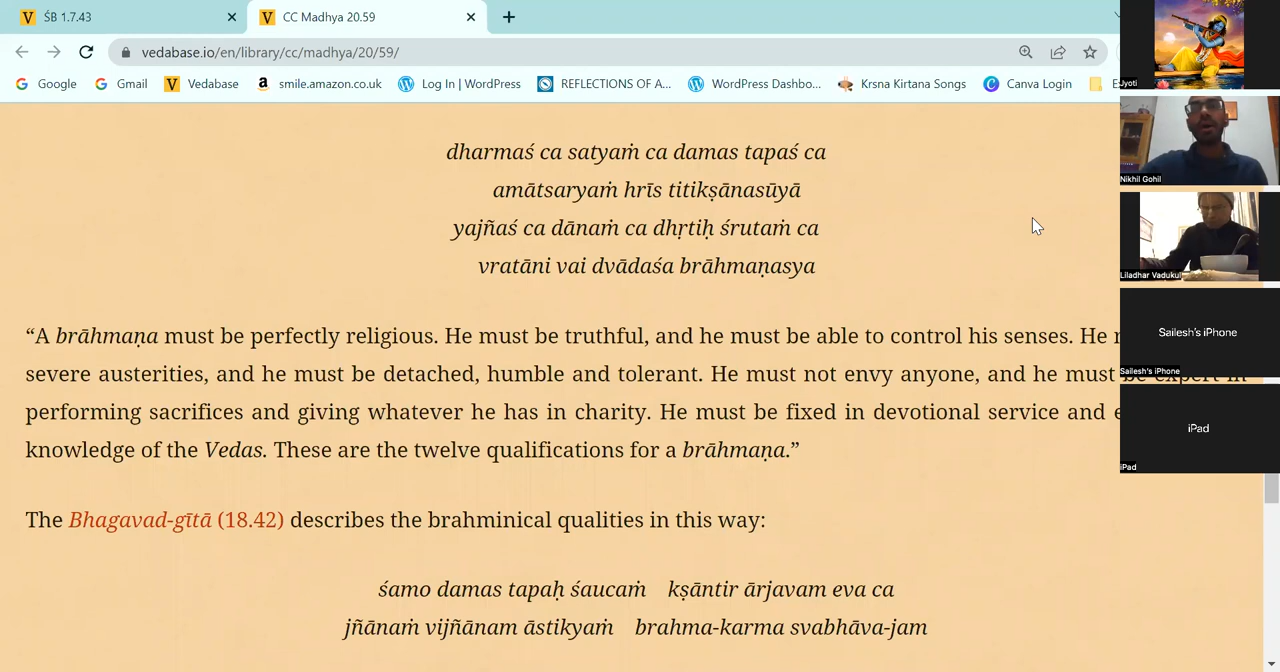 ŚB 1.7.43
CC Madhya 20.59
vedabase.io/en/library/cc/madhya/20/59/
Google Gmail Vedabase smile.amazon.co.uk Log In | WordPress REFLECTIONS OF A... WordPress Dashbo... Krsna Kirtana Songs Canva Login
dharmaś ca satyaṁ ca damas tapaś ca
amātsaryaṁ hrīs titikṣānasūyā
yajñaś ca dānaṁ ca dhṛtiḥ śrutaṁ ca
vratāni vai dvādaśa brāhmaṇasya
“A brāhmaṇa must be perfectly religious. He must be truthful, and he must be able to control his senses. He
severe austerities, and he must be detached, humble and tolerant. He must not envy anyone, and he must be expert in
performing sacrifices and giving whatever he has in charity. He must be fixed in devotional service and
knowledge of the Vedas. These are the twelve qualifications for a brāhmaṇa.”
The Bhagavad-gītā (18.42) describes the brahminical qualities in this way:
śamo damas tapaḥ śaucaṁ kṣāntir ārjavam eva ca
jñānaṁ vijñānam āstikyaṁ brahma-karma svabhāva-jam
Jyoti
Nikhil Gohil
Liladhar Vadukul
Sailesh's iPhone
Sailesh's iPhone
iPad
iPad